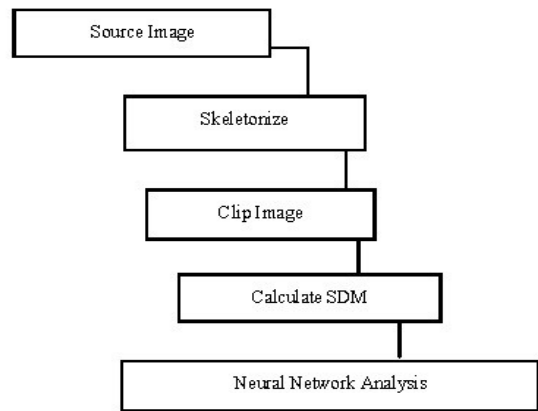 Source Image
Skeletonize
Clip Image
Calculate SDM
Neural Network Analysis